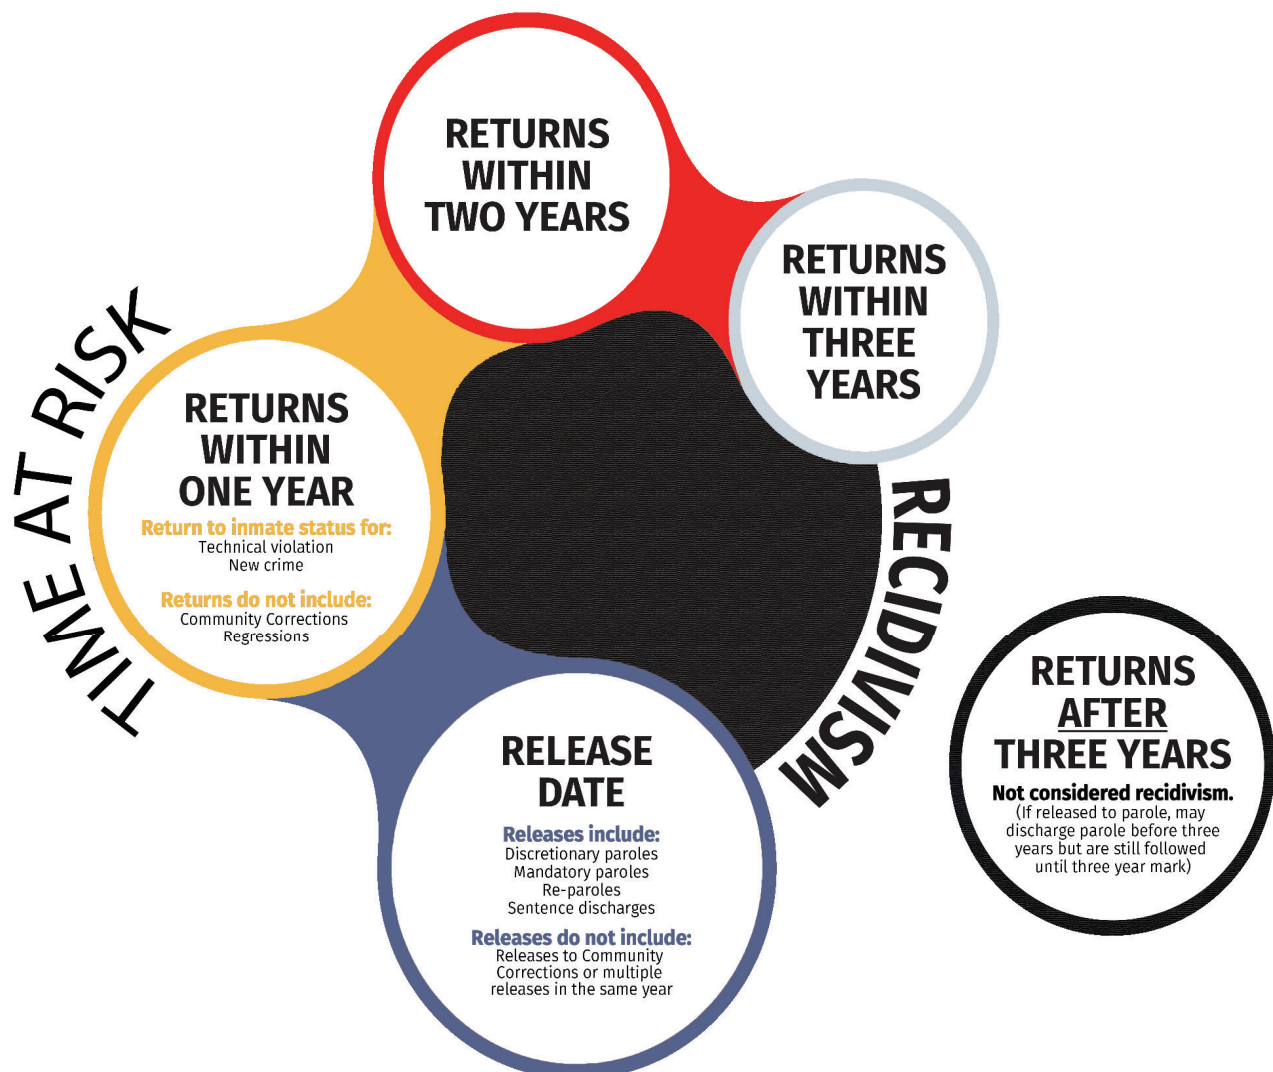 RETURNS
WITHIN
TWO YEARS
RETURNS
WITHIN
THREE
YEARS
TIME AT RISK
RETURNS
WITHIN
ONE YEAR
Return to inmate status for:
Technical violation
New crime
Returns do not include:
Community Corrections
Regressions
RECIDIVISM
RELEASE
DATE
Releases include:
Discretionary paroles
Mandatory paroles
Re-paroles
Sentence discharges
Releases do not include:
Releases to Community
Corrections or multiple
releases in the same year
RETURNS
AFTER
THREE YEARS
Not considered recidivism.
(If released to parole, may
discharge parole before three
years but are still followed
until three year mark)